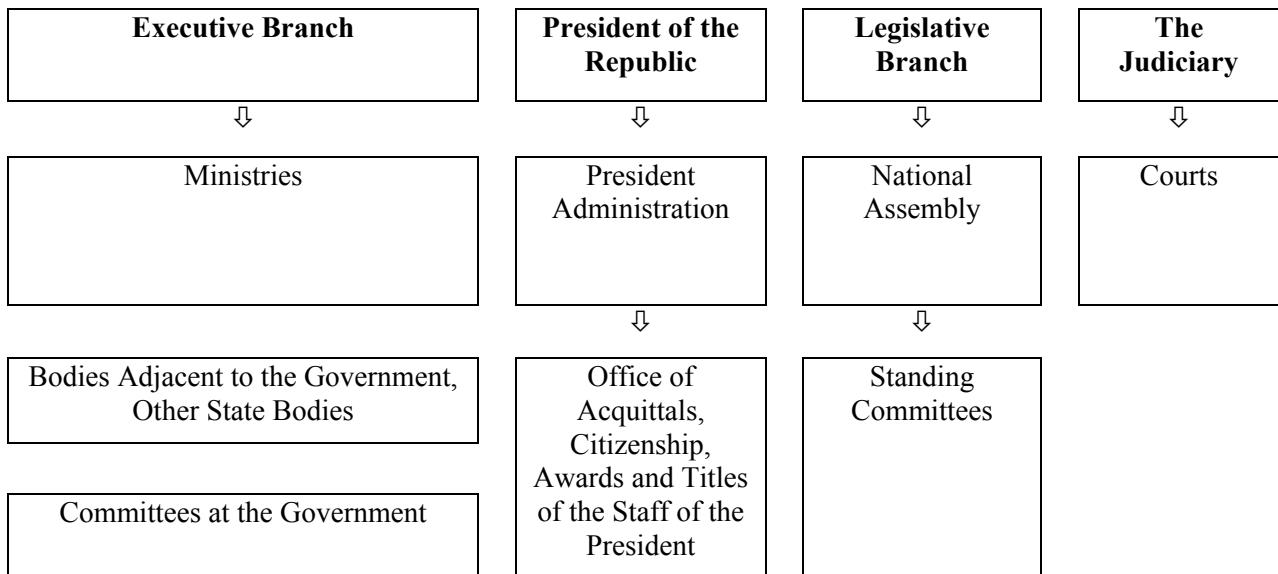 Executive Branch
President of the
Republic
Legislative
Branch
The
Judiciary
⇩
⇩
⇩
⇩
Ministries
President
Administration
National
Assembly
Courts
⇩
⇩
Bodies Adjacent to the Government,
Other State Bodies
Committees at the Government
Office of
Acquittals,
Citizenship,
Awards and Titles
of the Staff of the
President
Standing
Committees